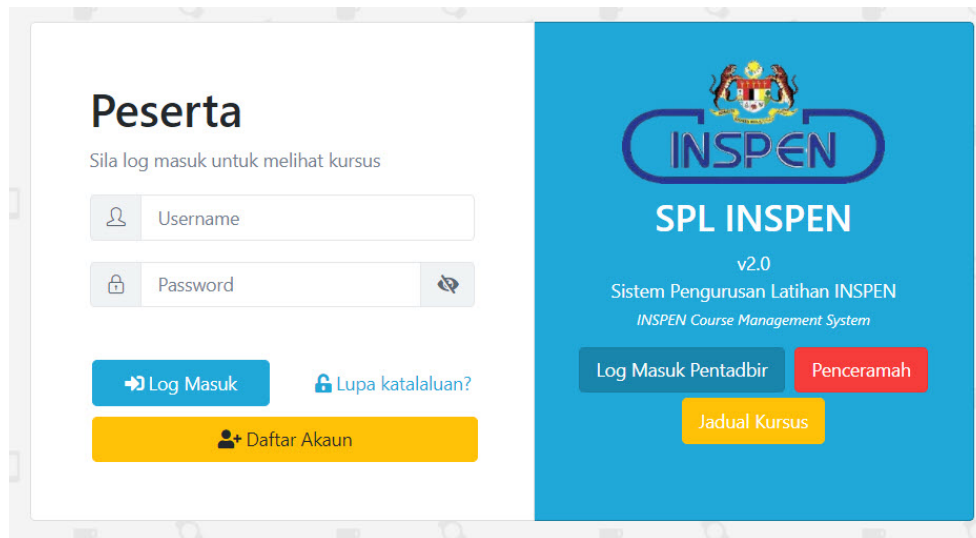 Peserta
Sila log masuk untuk melihat kursus
Username
Password
Log Masuk
Lupa katalaluan?
Daftar Akaun
INSPEN
SPL INSPEN
v2.0
Sistem Pengurusan Latihan INSPEN
INSPEN Course Management System
Log Masuk Pentadbir
Penceramah
Jadual Kursus